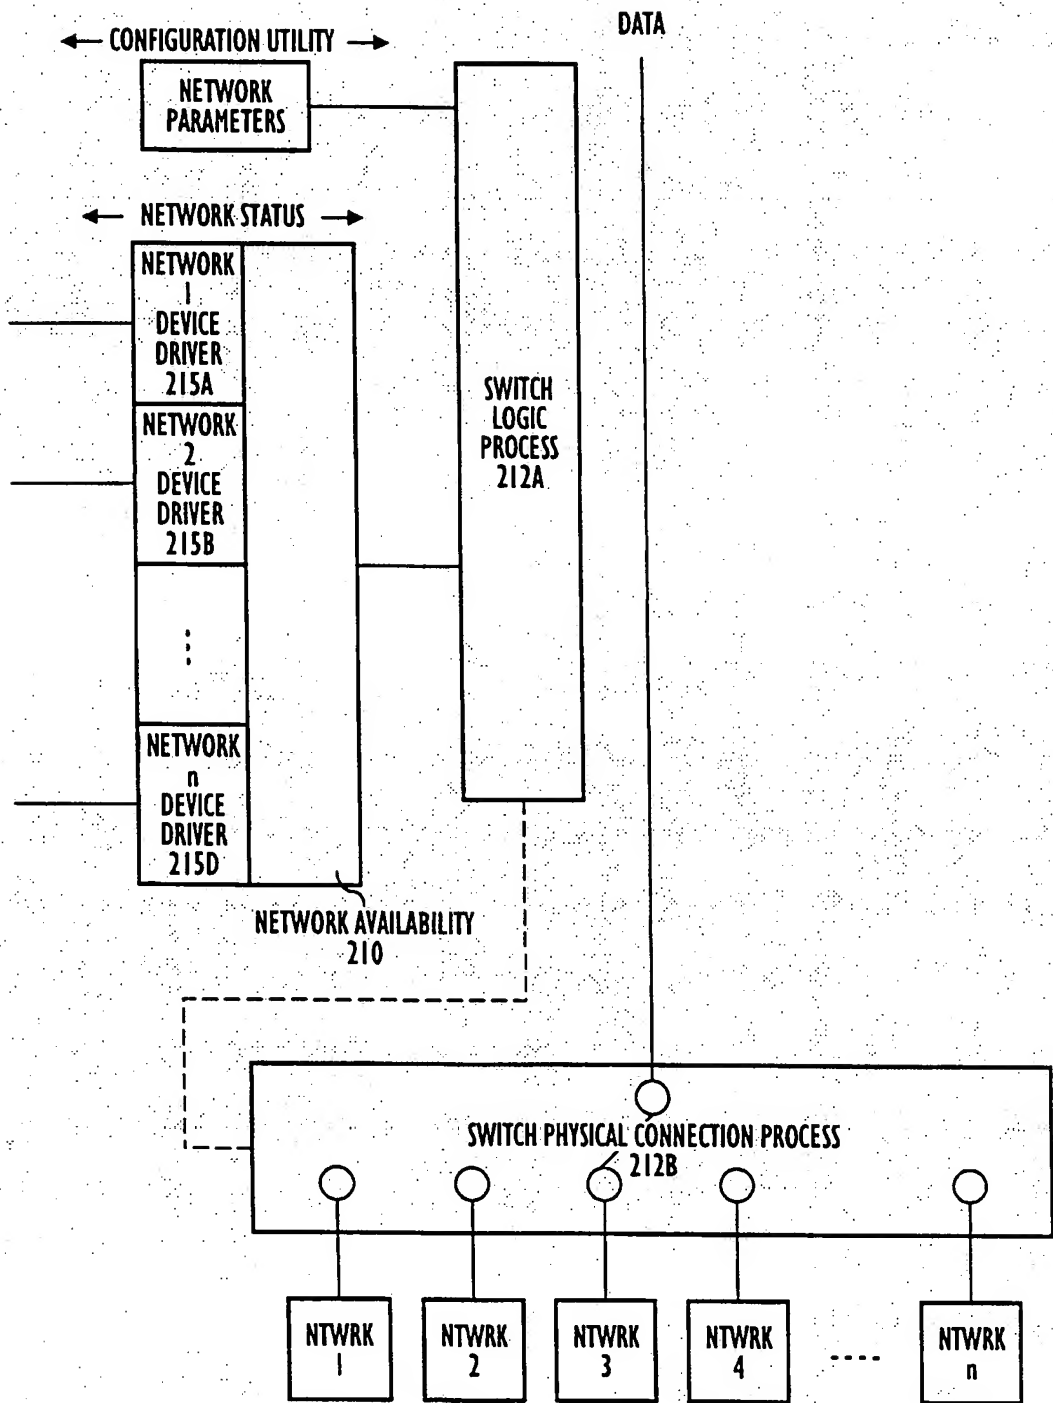 DATA
CONFIGURATION UTILITY
NETWORK
PARAMETERS
NETWORK STATUS
NETWORK
1
DEVICE
DRIVER
215A
NETWORK
2
DEVICE
DRIVER
215B
NETWORK
n
DEVICE
DRIVER
215D
SWITCH
LOGIC
PROCESS
212A
NETWORK AVAILABILITY
210
SWITCH PHYSICAL CONNECTION PROCESS
212B
NTWRK
1
NTWRK
2
NTWRK
3
NTWRK
4
NTWRK
n